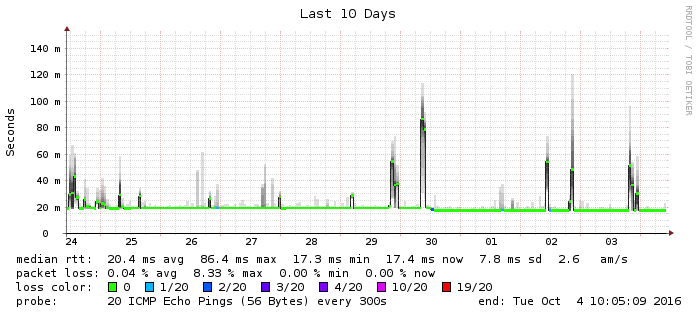 Last 10 Days
RRDTOOL / TOBI OETIKER
Seconds
140 m
120 m
100 m
80 m
60 m
40 m
20 m
0
24 25 26 27 28 29 30 01 02 03
median rtt: 20.4 ms avg 86.4 ms max 17.3 ms min 17.4 ms now 7.8 ms sd 2.6 am/s
packet loss: 0.04 % avg 8.33 % max 0.00 % min 0.00 % now
loss color: 0 1/20 2/20 3/20 4/20 10/20 19/20
probe: 20 ICMP Echo Pings (56 Bytes) every 300s end: Tue Oct 4 10:05:09 2016